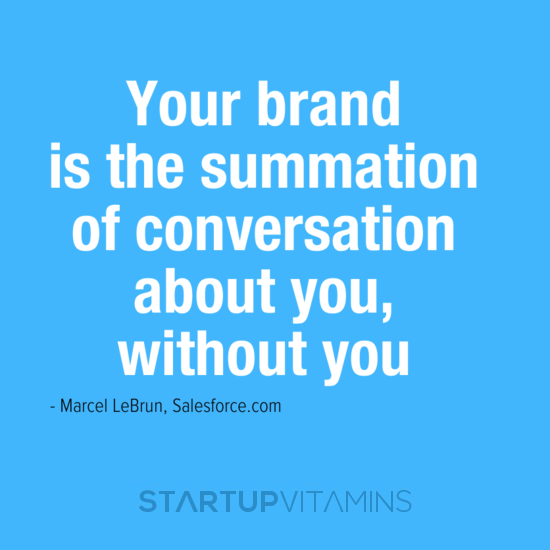 Your brand
is the summation
of conversation
about you,
without you
- Marcel LeBrun, Salesforce.com
STARTUPVITAMINS